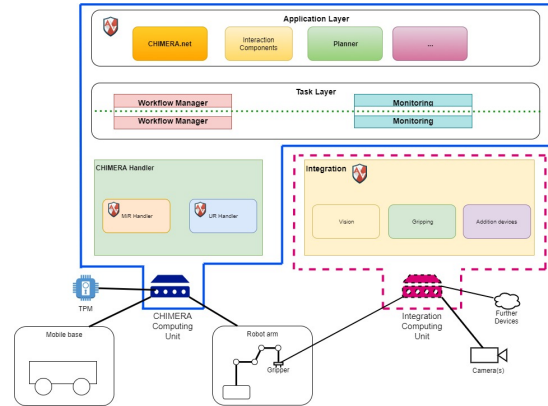 Application Layer
CHIMERA.net
Interaction
Components
Planner
...
Task Layer
Workflow Manager
Monitoring
Workflow Manager
Monitoring
CHIMERA Handler
Integration
MiR Handler
UR Handler
Vision
Gripping
Addition devices
TPM
CHIMERA
Computing
Unit
Integration
Computing
Unit
Further
Devices
Mobile base
Robot arm
Gripper
Camera(s)